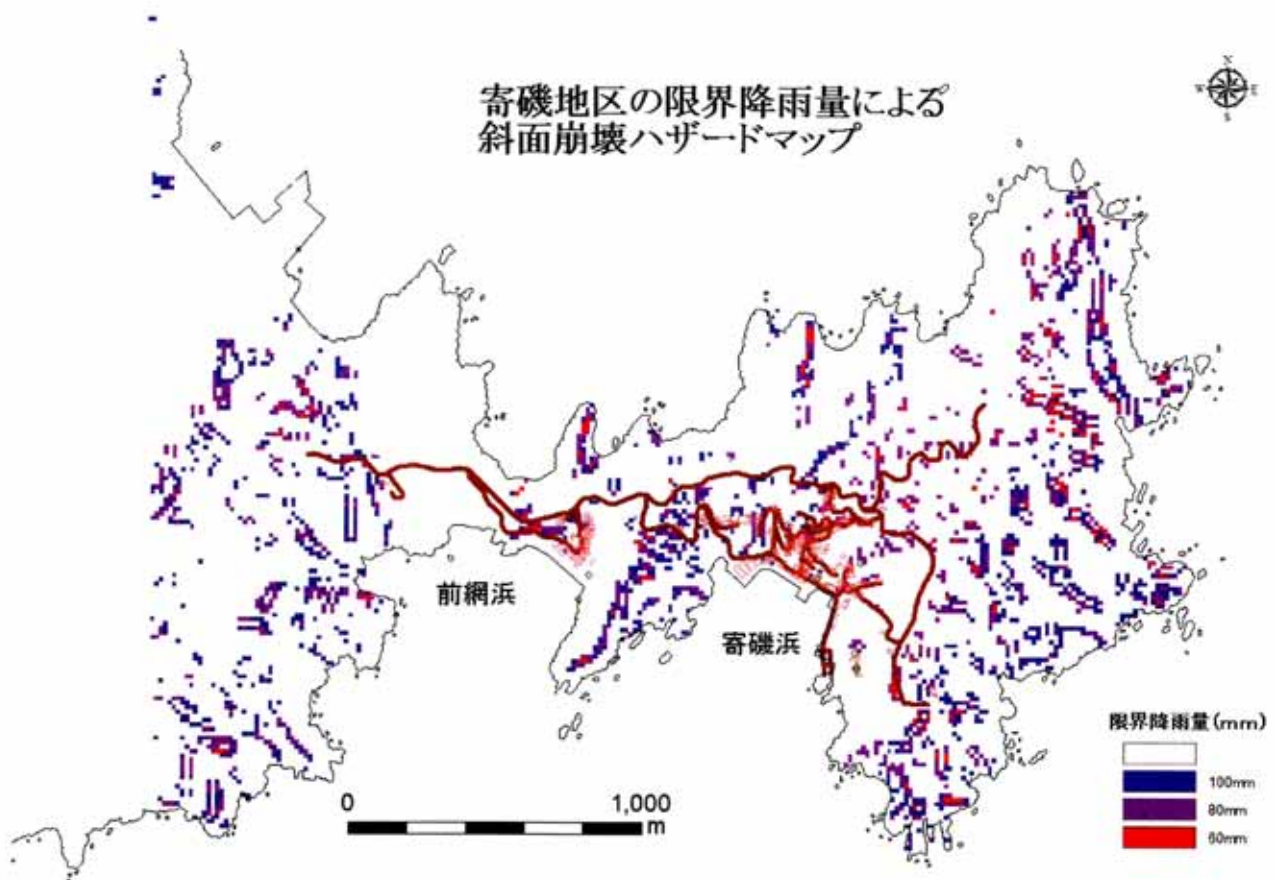 寄磯地区の限界降雨量による
斜面崩壊ハザードマップ
N
W
E
S
前網浜
寄磯浜
限界降雨量(mm)
100mm
80mm
60mm
0
1,000
m